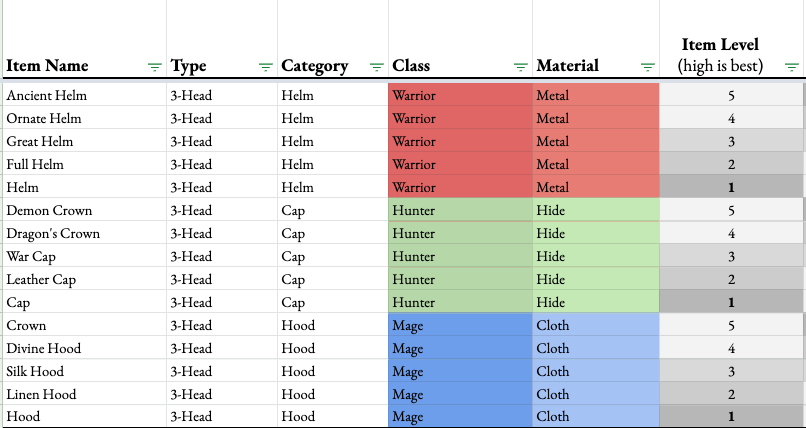 Item Name Type Category Class Material Item Level
(high is best)
Ancient Helm 3-Head Helm Warrior Metal 5
Ornate Helm 3-Head Helm Warrior Metal 4
Great Helm 3-Head Helm Warrior Metal 3
Full Helm 3-Head Helm Warrior Metal 2
Helm 3-Head Helm Warrior Metal 1
Demon Crown 3-Head Cap Hunter Hide 5
Dragon's Crown 3-Head Cap Hunter Hide 4
War Cap 3-Head Cap Hunter Hide 3
Leather Cap 3-Head Cap Hunter Hide 2
Cap 3-Head Cap Hunter Hide 1
Crown 3-Head Hood Mage Cloth 5
Divine Hood 3-Head Hood Mage Cloth 4
Silk Hood 3-Head Hood Mage Cloth 3
Linen Hood 3-Head Hood Mage Cloth 2
Hood 3-Head Hood Mage Cloth 1